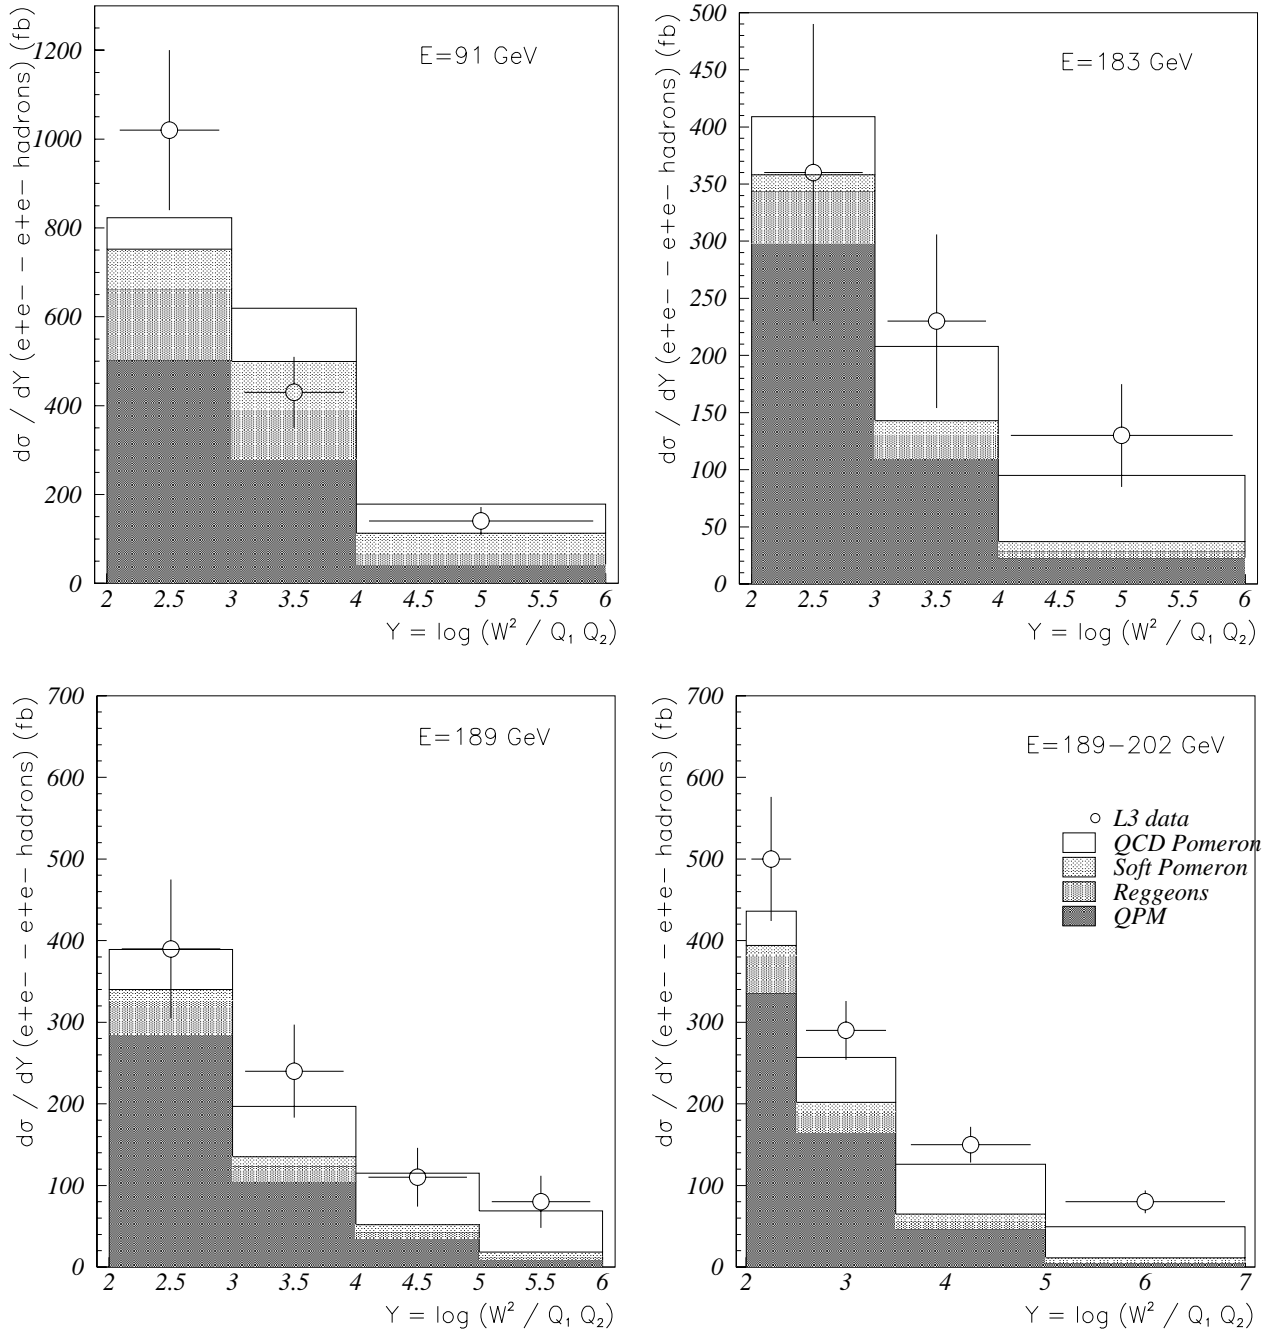 dσ / dY (e+e− − e+e− hadrons) (fb)
E=91 GeV
1200
1000
800
600
400
200
0
2 2.5 3 3.5 4 4.5 5 5.5 6
Y = log (W² / Q₁ Q₂)
dσ / dY (e+e− − e+e− hadrons) (fb)
E=183 GeV
500
450
400
350
300
250
200
150
100
50
0
2 2.5 3 3.5 4 4.5 5 5.5 6
Y = log (W² / Q₁ Q₂)
dσ / dY (e+e− − e+e− hadrons) (fb)
E=189 GeV
700
600
500
400
300
200
100
0
2 2.5 3 3.5 4 4.5 5 5.5 6
Y = log (W² / Q₁ Q₂)
dσ / dY (e+e− − e+e− hadrons) (fb)
E=189−202 GeV
L3 data
QCD Pomeron
Soft Pomeron
Reggeons
QPM
700
600
500
400
300
200
100
0
2 3 4 5 6 7
Y = log (W² / Q₁ Q₂)